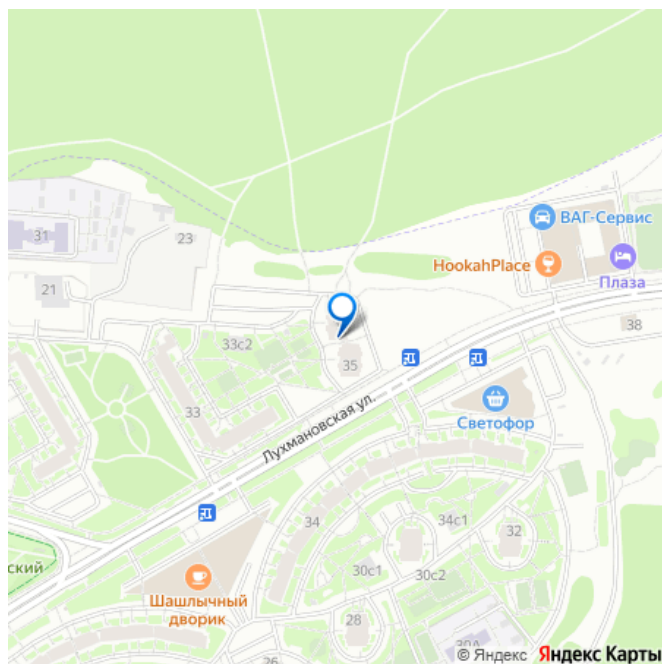 31
23
ВАГ-Сервис
HookahPlace
Плаза
21
38
33с2
35
33
Лухмановская ул.
Светофор
34
34с1
32
ский
30с1
30с2
Шашлычный
дворик
28
30А
26
© Яндекс Яндекс Карты